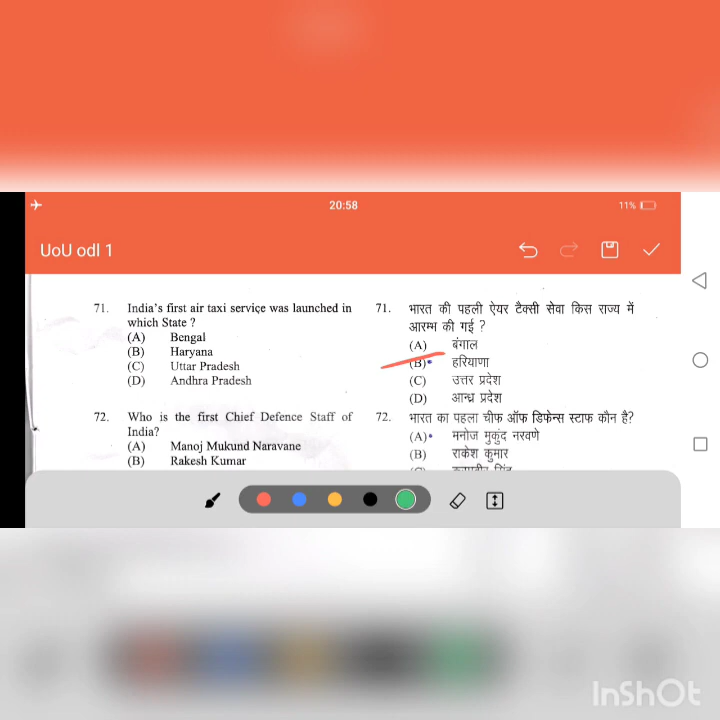 20:58
11%
UoU odl 1
71. India's first air taxi service was launched in
which State ?
(A) Bengal
(B) Haryana
(C) Uttar Pradesh
(D) Andhra Pradesh
72. Who is the first Chief Defence Staff of
India?
(A) Manoj Mukund Naravane
(B) Rakesh Kumar
71. भारत की पहली ऐयर टैक्सी सेवा किस राज्य में
आरम्भ की गई ?
(A) बंगाल
(B) हरियाणा
(C) उत्तर प्रदेश
(D) आन्ध्र प्रदेश
72. भारत का पहला चीफ ऑफ डिफेन्स स्टाफ कौन है?
(A) मनोज मुकुंद नरवणे
(B) राकेश कुमार
InShOt